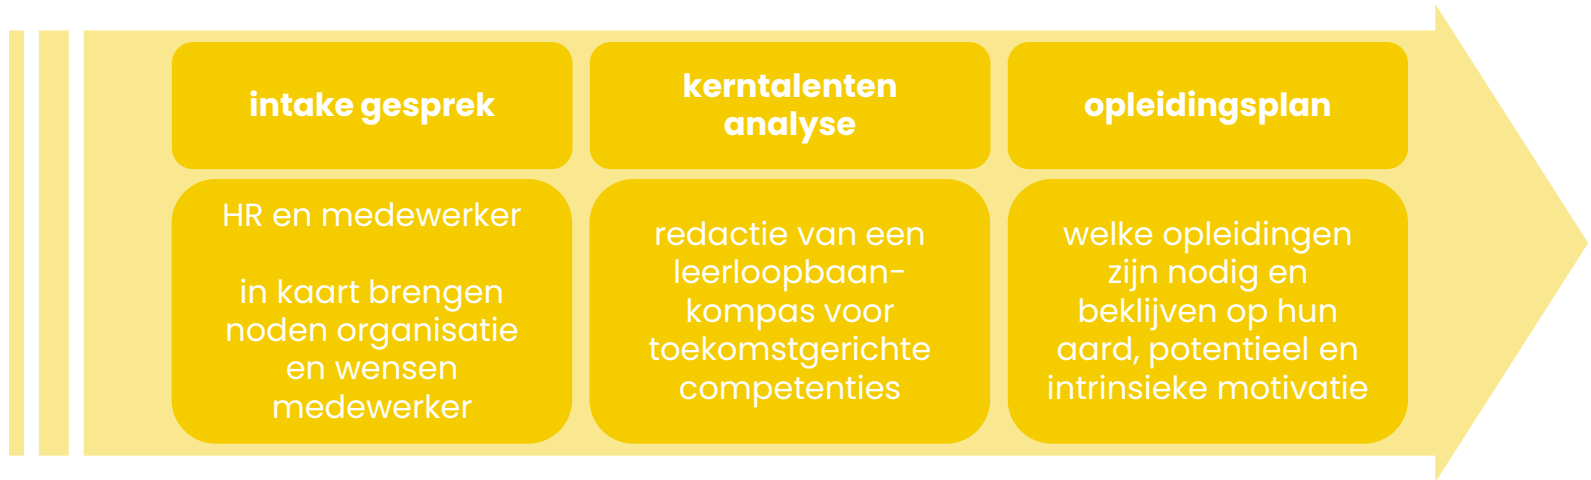 intake gesprek
HR en medewerker
in kaart brengen
noden organisatie
en wensen
medewerker
kerntalenten
analyse
redactie van een
leerloopbaan-
kompas voor
toekomstgerichte
competenties
opleidingsplan
welke opleidingen
zijn nodig en
beklijven op hun
aard, potentieel en
intrinsieke motivatie